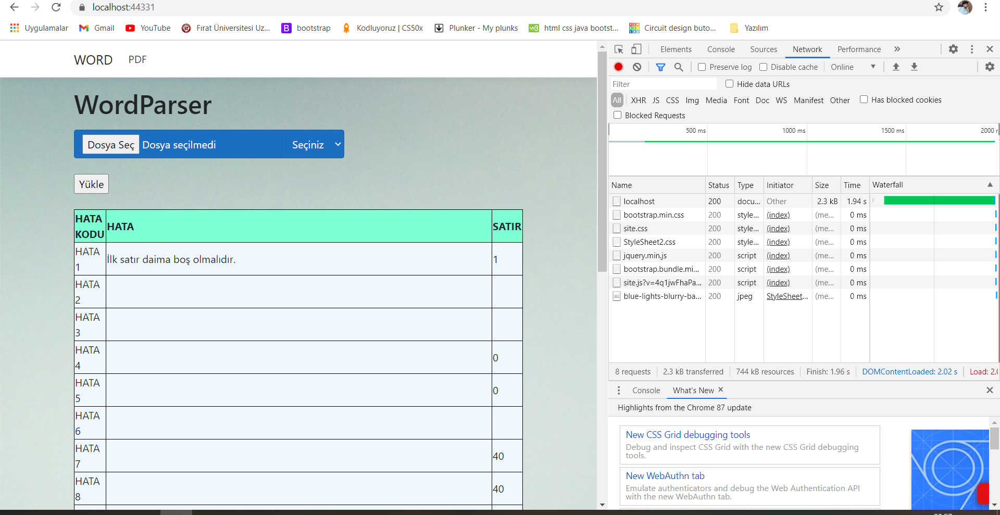 localhost:44331
Uygulamalar Gmail YouTube Fırat Üniversitesi Uz... bootstrap Kodluyoruz | CS50x Plunker - My plunks html css java bootst... Circuit design buto... Yazılım
WORD PDF
WordParser
Dosya Seç Dosya seçilmedi Seçiniz
Yükle
HATA KODU HATA SATIR
HATA 1 İlk satır daima boş olmalıdır. 1
HATA 2
HATA 3
HATA 4 0
HATA 5 0
HATA 6
HATA 7 40
HATA 8 40
Elements Console Sources Network Performance
Preserve log Disable cache Online
Filter Hide data URLs
All XHR JS CSS Img Media Font Doc WS Manifest Other Has blocked cookies
Blocked Requests
500 ms 1000 ms 1500 ms 2000 r
Name Status Type Initiator Size Time Waterfall
localhost 200 docu... Other 2.3 kB 1.94 s
bootstrap.min.css 200 style... (index) (me... 0 ms
site.css 200 style... (index) (me... 0 ms
StyleSheet2.css 200 style... (index) (me... 0 ms
jquery.min.js 200 script (index) (me... 0 ms
bootstrap.bundle.mi... 200 script (index) (me... 0 ms
site.js?v=4q1jwFhaPa... 200 script (index) (me... 0 ms
blue-lights-blurry-ba... 200 jpeg StyleSheet... (me... 0 ms
8 requests 2.3 kB transferred 744 kB resources Finish: 1.96 s DOMContentLoaded: 2.02 s Load: 2.0
Console What's New
Highlights from the Chrome 87 update
New CSS Grid debugging tools
Debug and inspect CSS Grid with the new CSS Grid debugging
tools.
New WebAuthn tab
Emulate authenticators and debug the Web Authentication API
with the new WebAuthn tab.